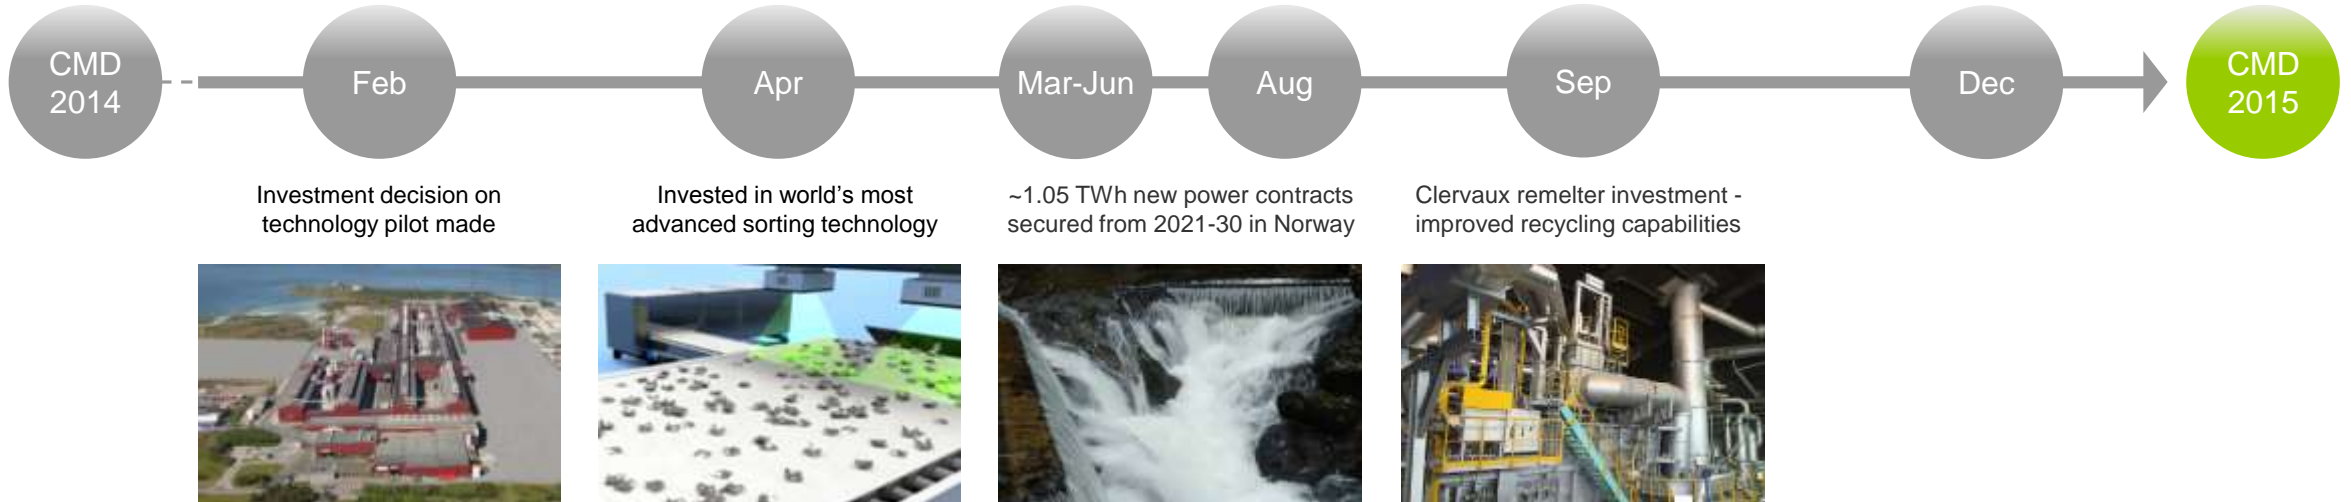 CMD
2014
Feb
Apr
Mar-Jun
Aug
Sep
Dec
CMD
2015
Investment decision on
technology pilot made
Invested in world's most
advanced sorting technology
~1.05 TWh new power contracts
secured from 2021-30 in Norway
Clervaux remelter investment -
improved recycling capabilities